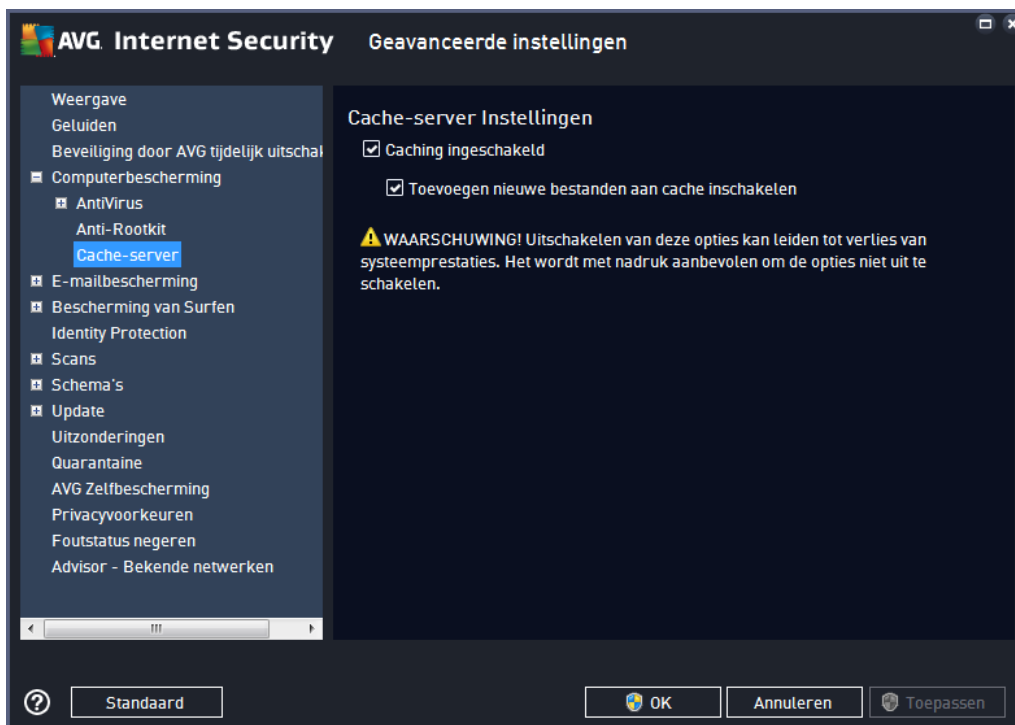 AVG. Internet Security Geavanceerde instellingen
Weergave
Geluiden
Beveiliging door AVG tijdelijk uitschak
Computerbescherming
AntiVirus
Anti-Rootkit
Cache-server
E-mailbescherming
Bescherming van Surfen
Identity Protection
Scans
Schema's
Update
Uitzonderingen
Quarantaine
AVG Zelfbescherming
Privacyvoorkeuren
Foutstatus negeren
Advisor - Bekende netwerken
Cache-server Instellingen
Caching ingeschakeld
Toevoegen nieuwe bestanden aan cache inschakelen
WAARSCHUWING! Uitschakelen van deze opties kan leiden tot verlies van
systeemprestaties. Het wordt met nadruk aanbevolen om de opties niet uit te
schakelen.
? Standaard OK Annuleren Toepassen